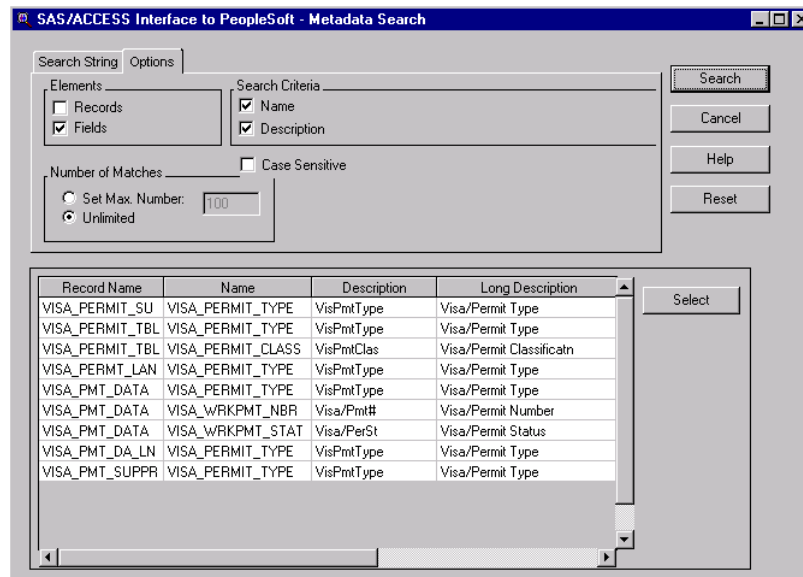 SAS/ACCESS Interface to PeopleSoft - Metadata Search
Search String Options
Elements
Records
Fields
Search Criteria
Name
Description
Case Sensitive
Number of Matches
Set Max. Number: 100
Unlimited
Search
Cancel
Help
Reset
Record Name Name Description Long Description
VISA_PERMIT_SU VISA_PERMIT_TYPE VisPmtType Visa/Permit Type
VISA_PERMIT_TBL VISA_PERMIT_TYPE VisPmtType Visa/Permit Type
VISA_PERMIT_TBL VISA_PERMIT_CLASS VisPmtClas Visa/Permit Classificatn
VISA_PERMT_LAN VISA_PERMIT_TYPE VisPmtType Visa/Permit Type
VISA_PMT_DATA VISA_PERMIT_TYPE VisPmtType Visa/Permit Type
VISA_PMT_DATA VISA_WRKPMT_NBR Visa/Pmt# Visa/Permit Number
VISA_PMT_DATA VISA_WRKPMT_STAT Visa/PerSt Visa/Permit Status
VISA_PMT_DA_LN VISA_PERMIT_TYPE VisPmtType Visa/Permit Type
VISA_PMT_SUPPR VISA_PERMIT_TYPE VisPmtType Visa/Permit Type
Select